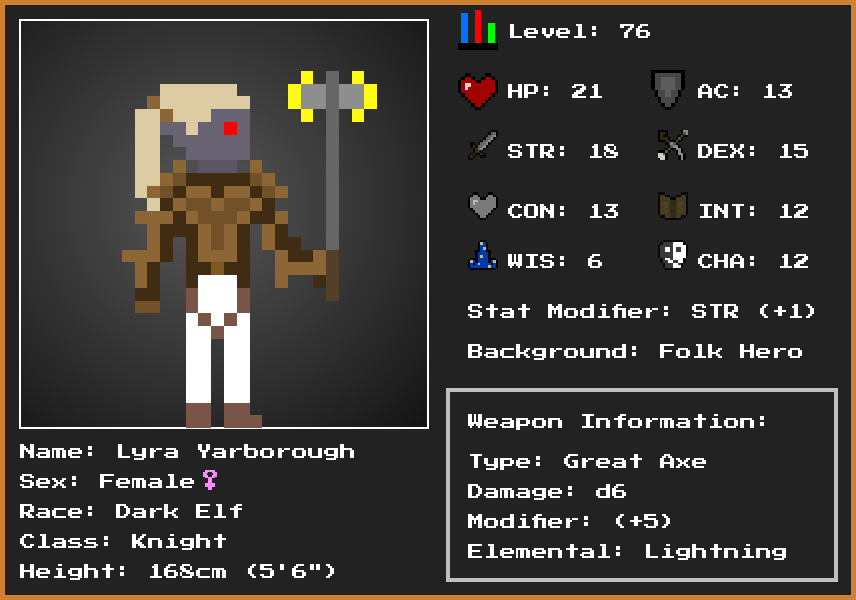 Level: 76
HP: 21
AC: 13
STR: 18
DEX: 15
CON: 13
INT: 12
WIS: 6
CHA: 12
Stat Modifier: STR (+1)
Background: Folk Hero
Weapon Information:
Type: Great Axe
Damage: d6
Modifier: (+5)
Elemental: Lightning
Name: Lyra Yarborough
Sex: Female♀
Race: Dark Elf
Class: Knight
Height: 168cm (5'6")